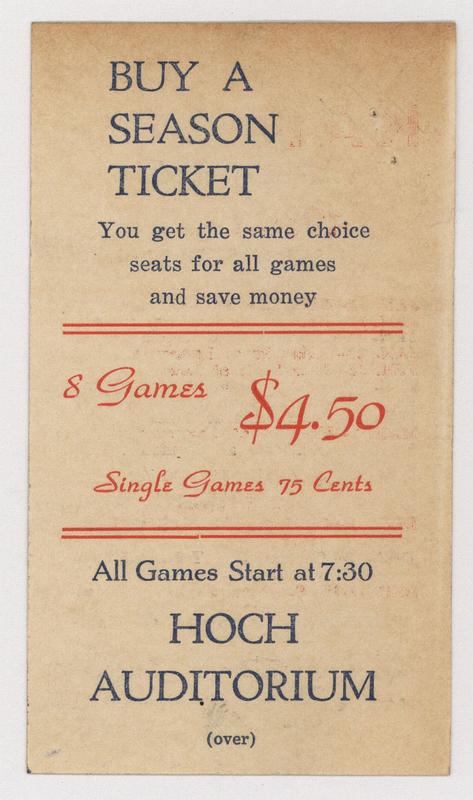 BUY A
SEASON
TICKET
You get the same choice
seats for all games
and save money
8 Games $4.50
Single Games 75 Cents
All Games Start at 7:30
HOCH
AUDITORIUM
(over)